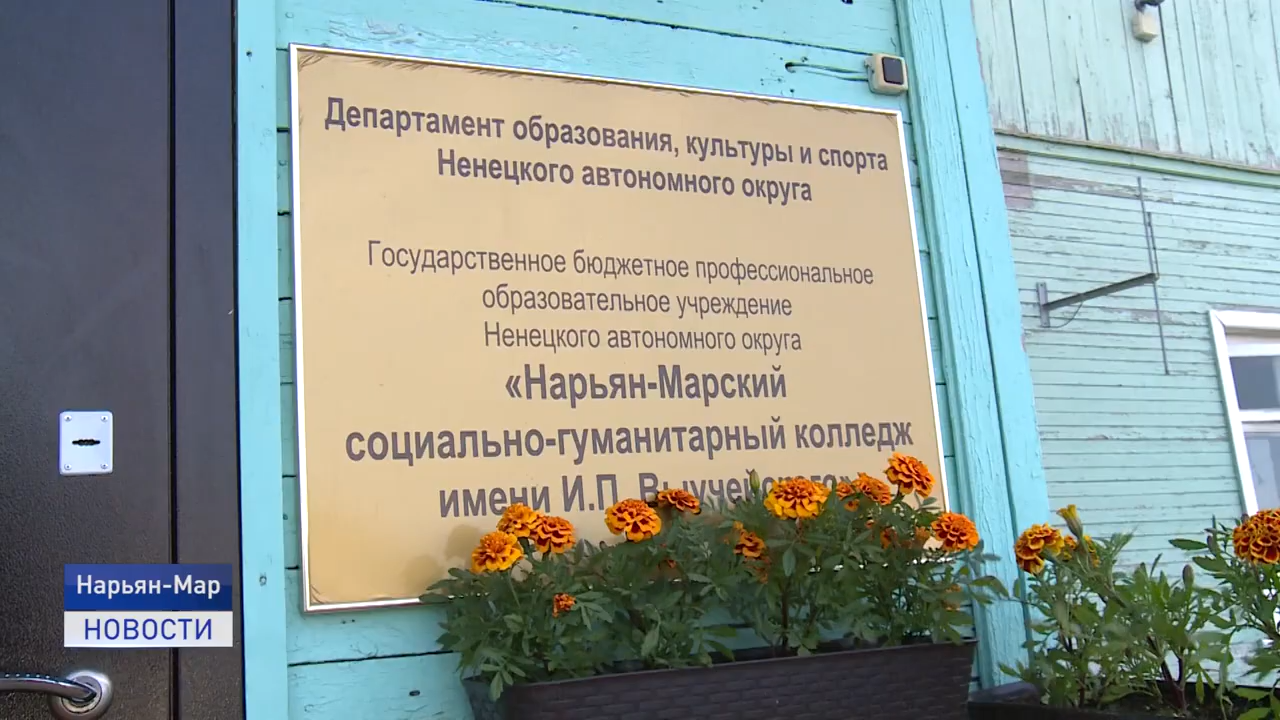 Департамент образования, культуры и спорта
Ненецкого автономного округа
Государственное бюджетное профессиональное
образовательное учреждение
Ненецкого автономного округа
«Нарьян-Марский
социально-гуманитарный колледж
имени И.П. Выучейского»
Нарьян-Мар
НОВОСТИ